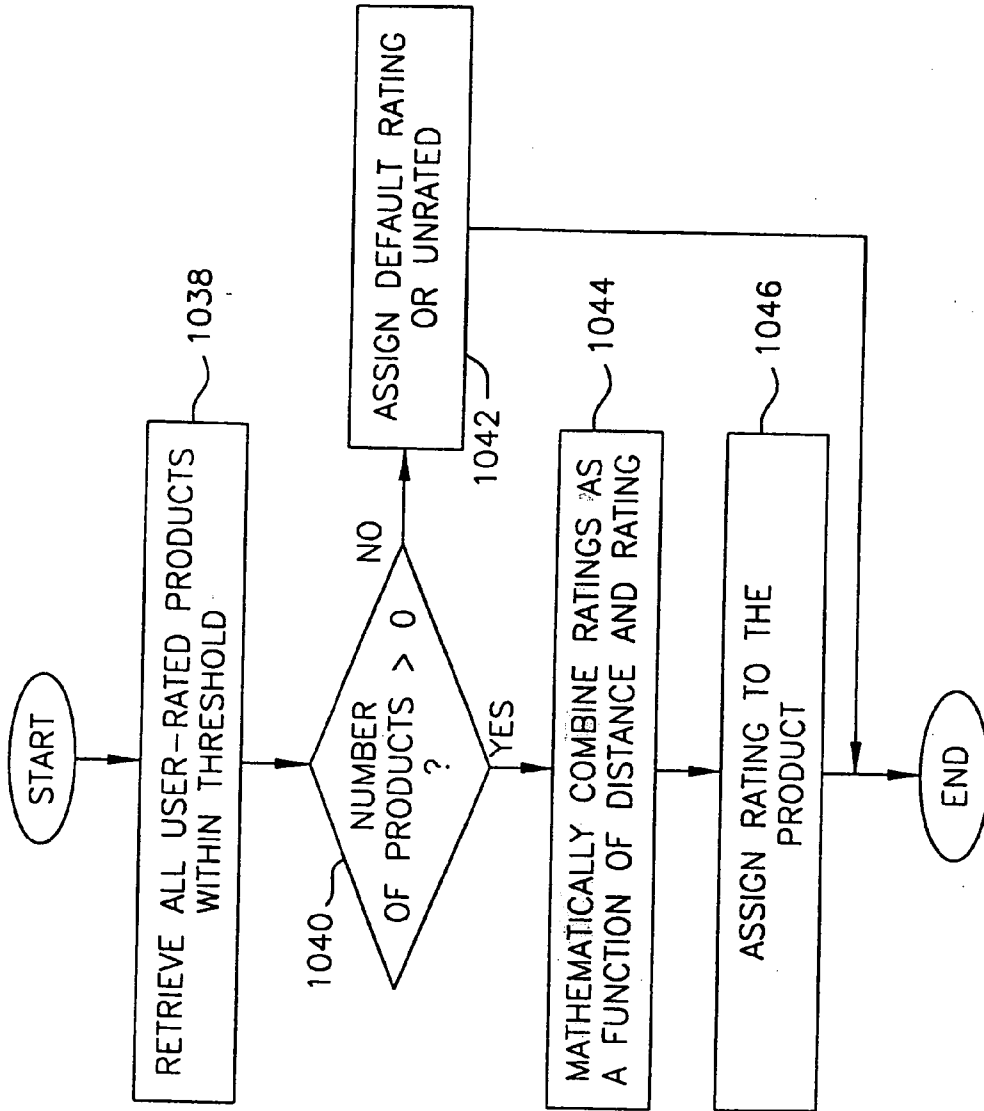 START
RETRIEVE ALL USER-RATED PRODUCTS
WITHIN THRESHOLD
1038
NUMBER
OF PRODUCTS > 0
?
1040
NO
YES
ASSIGN DEFAULT RATING
OR UNRATED
1042
MATHEMATICALLY COMBINE RATINGS AS
A FUNCTION OF DISTANCE AND RATING
1044
ASSIGN RATING TO THE
PRODUCT
1046
END